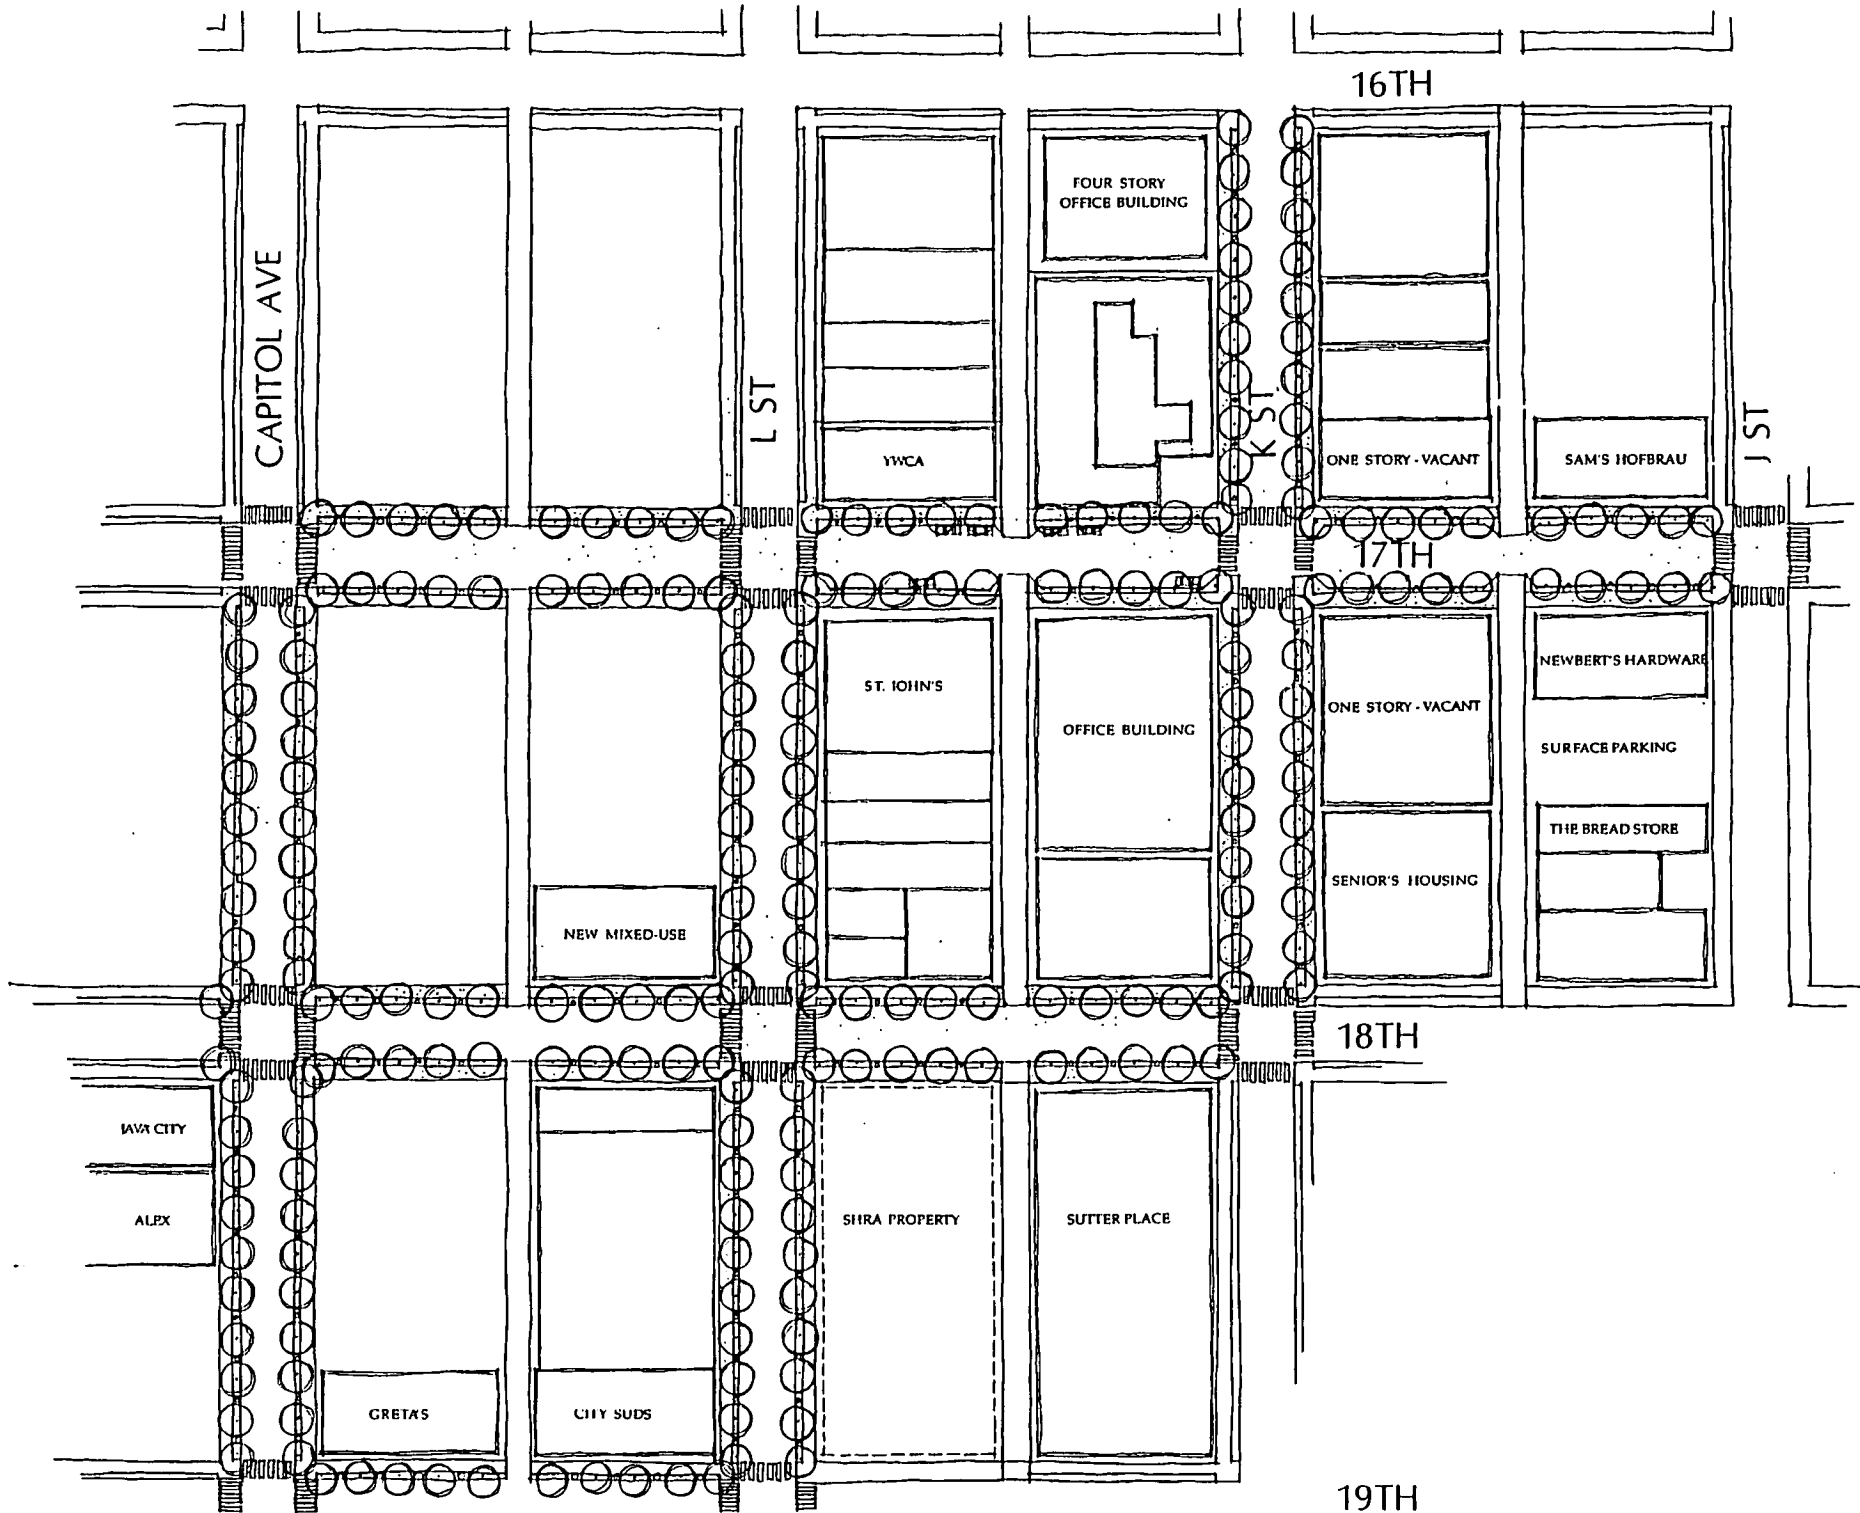 16TH
FOUR STORY
OFFICE BUILDING
CAPITOL AVE
L ST
K ST.
J ST
YWCA
ONE STORY - VACANT
SAM'S HOFBRAU
17TH
ST. JOHN'S
OFFICE BUILDING
ONE STORY - VACANT
NEWBERT'S HARDWARE
SURFACE PARKING
THE BREAD STORE
SENIOR'S HOUSING
NEW MIXED-USE
18TH
JAVA CITY
ALPX
SHRA PROPERTY
SUTTER PLACE
GRETA'S
CITY SUDS
19TH